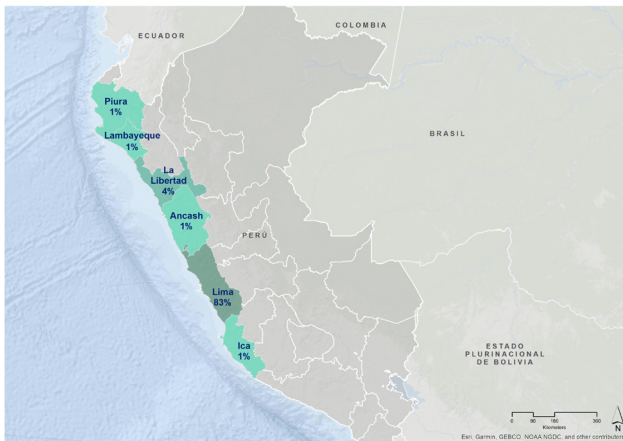 COLOMBIA
ECUADOR
Piura
1%
Lambayeque
1%
BRASIL
La
Libertad
4%
Ancash
1%
PERÚ
Lima
83%
Ica
1%
ESTADO
PLURINACIONAL
DE BOLIVIA
0 90 180 360
Kilometers
N
Esri, Garmin, GEBCO, NOAA NGDC, and other contributors